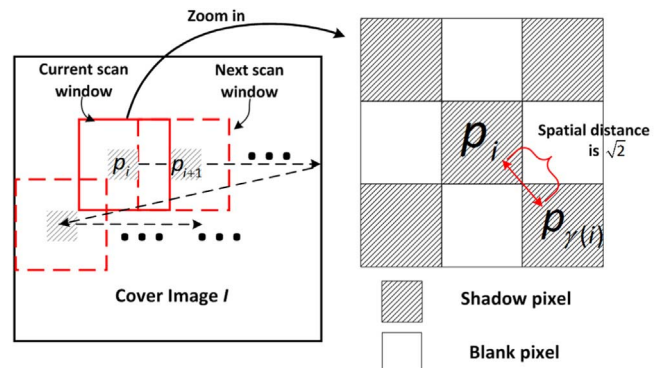 Zoom in
Current scan
window
Next scan
window
p_i
p_{i+1}
Cover Image I
p_i
Spatial distance
is √2
p_{γ(i)}
Shadow pixel
Blank pixel